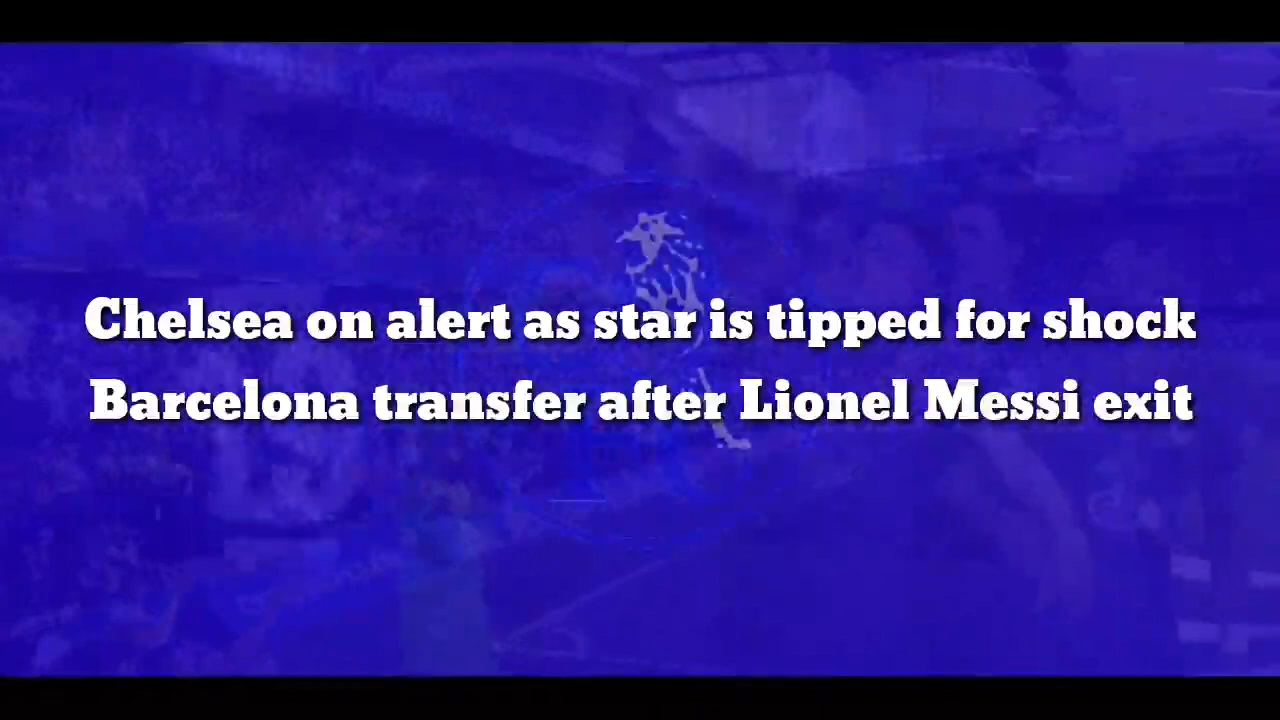 Chelsea on alert as star is tipped for shock
Barcelona transfer after Lionel Messi exit